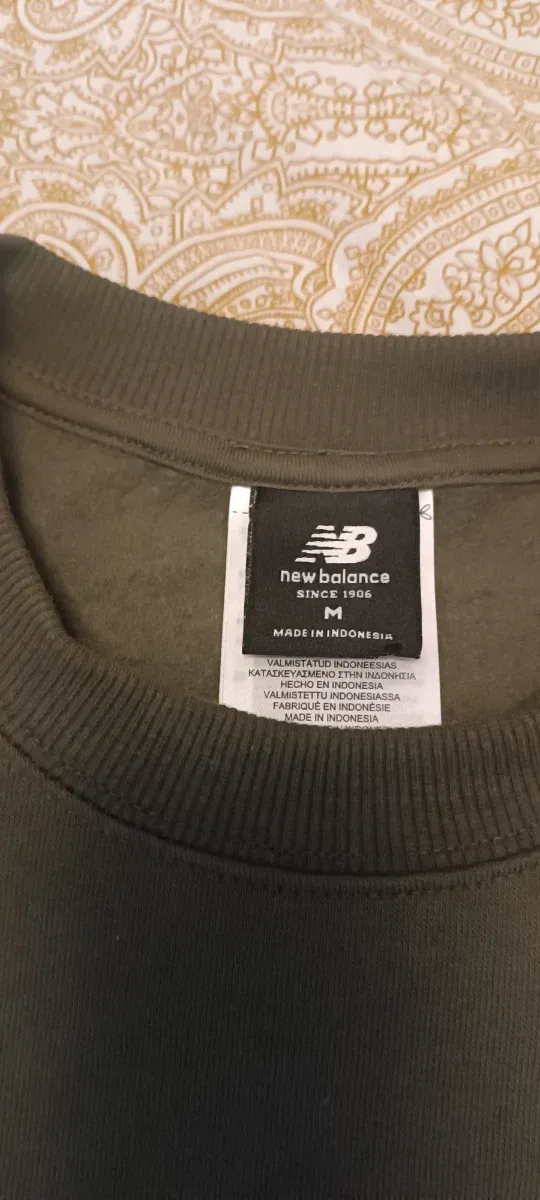 NB
new balance
SINCE 1906
M
MADE IN INDONESIA
VALMISTATUD INDONEESIAS
ΚΑΤΑΣΚΕΥΑΣΜΕΝΟ ΣΤΗΝ ΙΝΔΟΝΗΣΙΑ
HECHO EN INDONESIA
VALMISTETTU INDONESIASSA
FABRIQUÉ EN INDONÉSIE
MADE IN INDONESIA